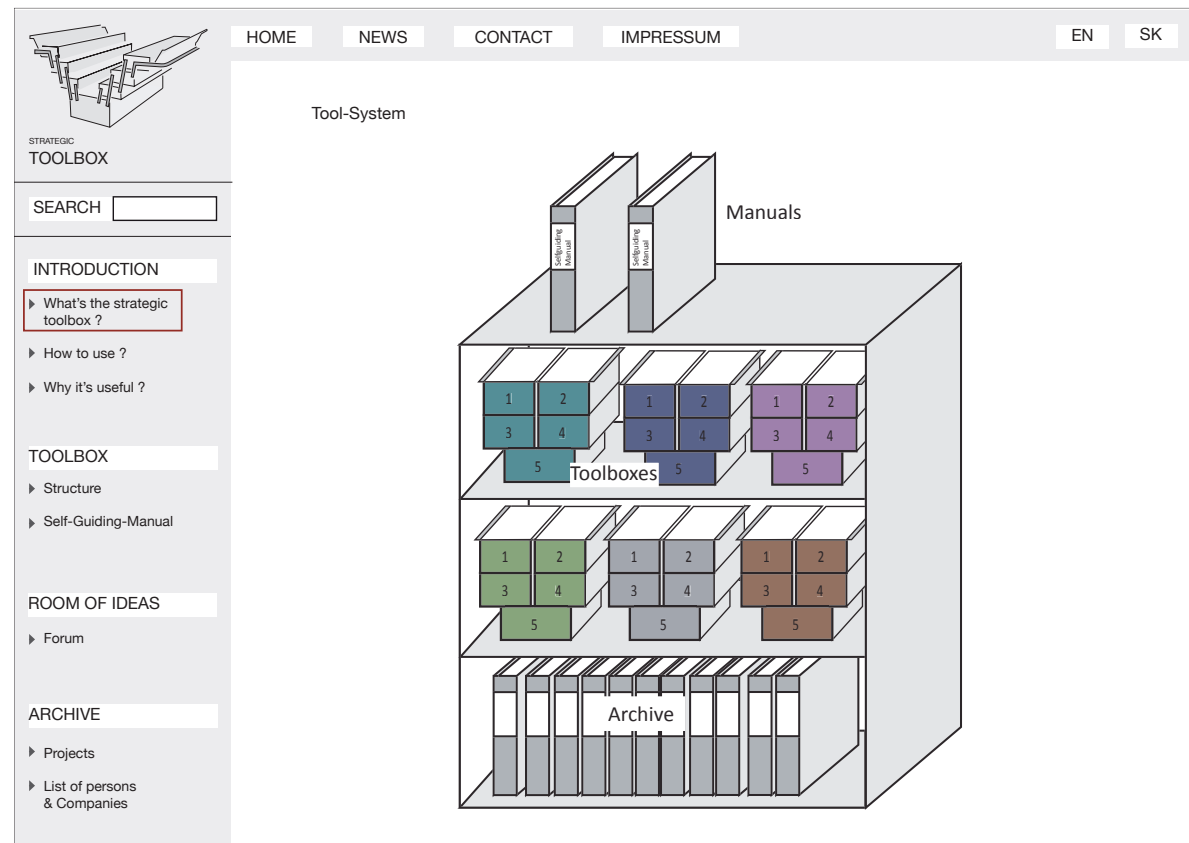 HOME NEWS CONTACT IMPRESSUM EN SK
STRATEGIC
TOOLBOX
SEARCH
INTRODUCTION
What's the strategic
toolbox ?
How to use ?
Why it's useful ?
TOOLBOX
Structure
Self-Guiding-Manual
ROOM OF IDEAS
Forum
ARCHIVE
Projects
List of persons
& Companies
Tool-System
Manuals
Selfguiding
Manual
Selfguiding
Manual
1 2 1 2 1 2
3 4 3 4 3 4
5 5 5
Toolboxes
1 2 1 2 1 2
3 4 3 4 3 4
5 5 5
Archive